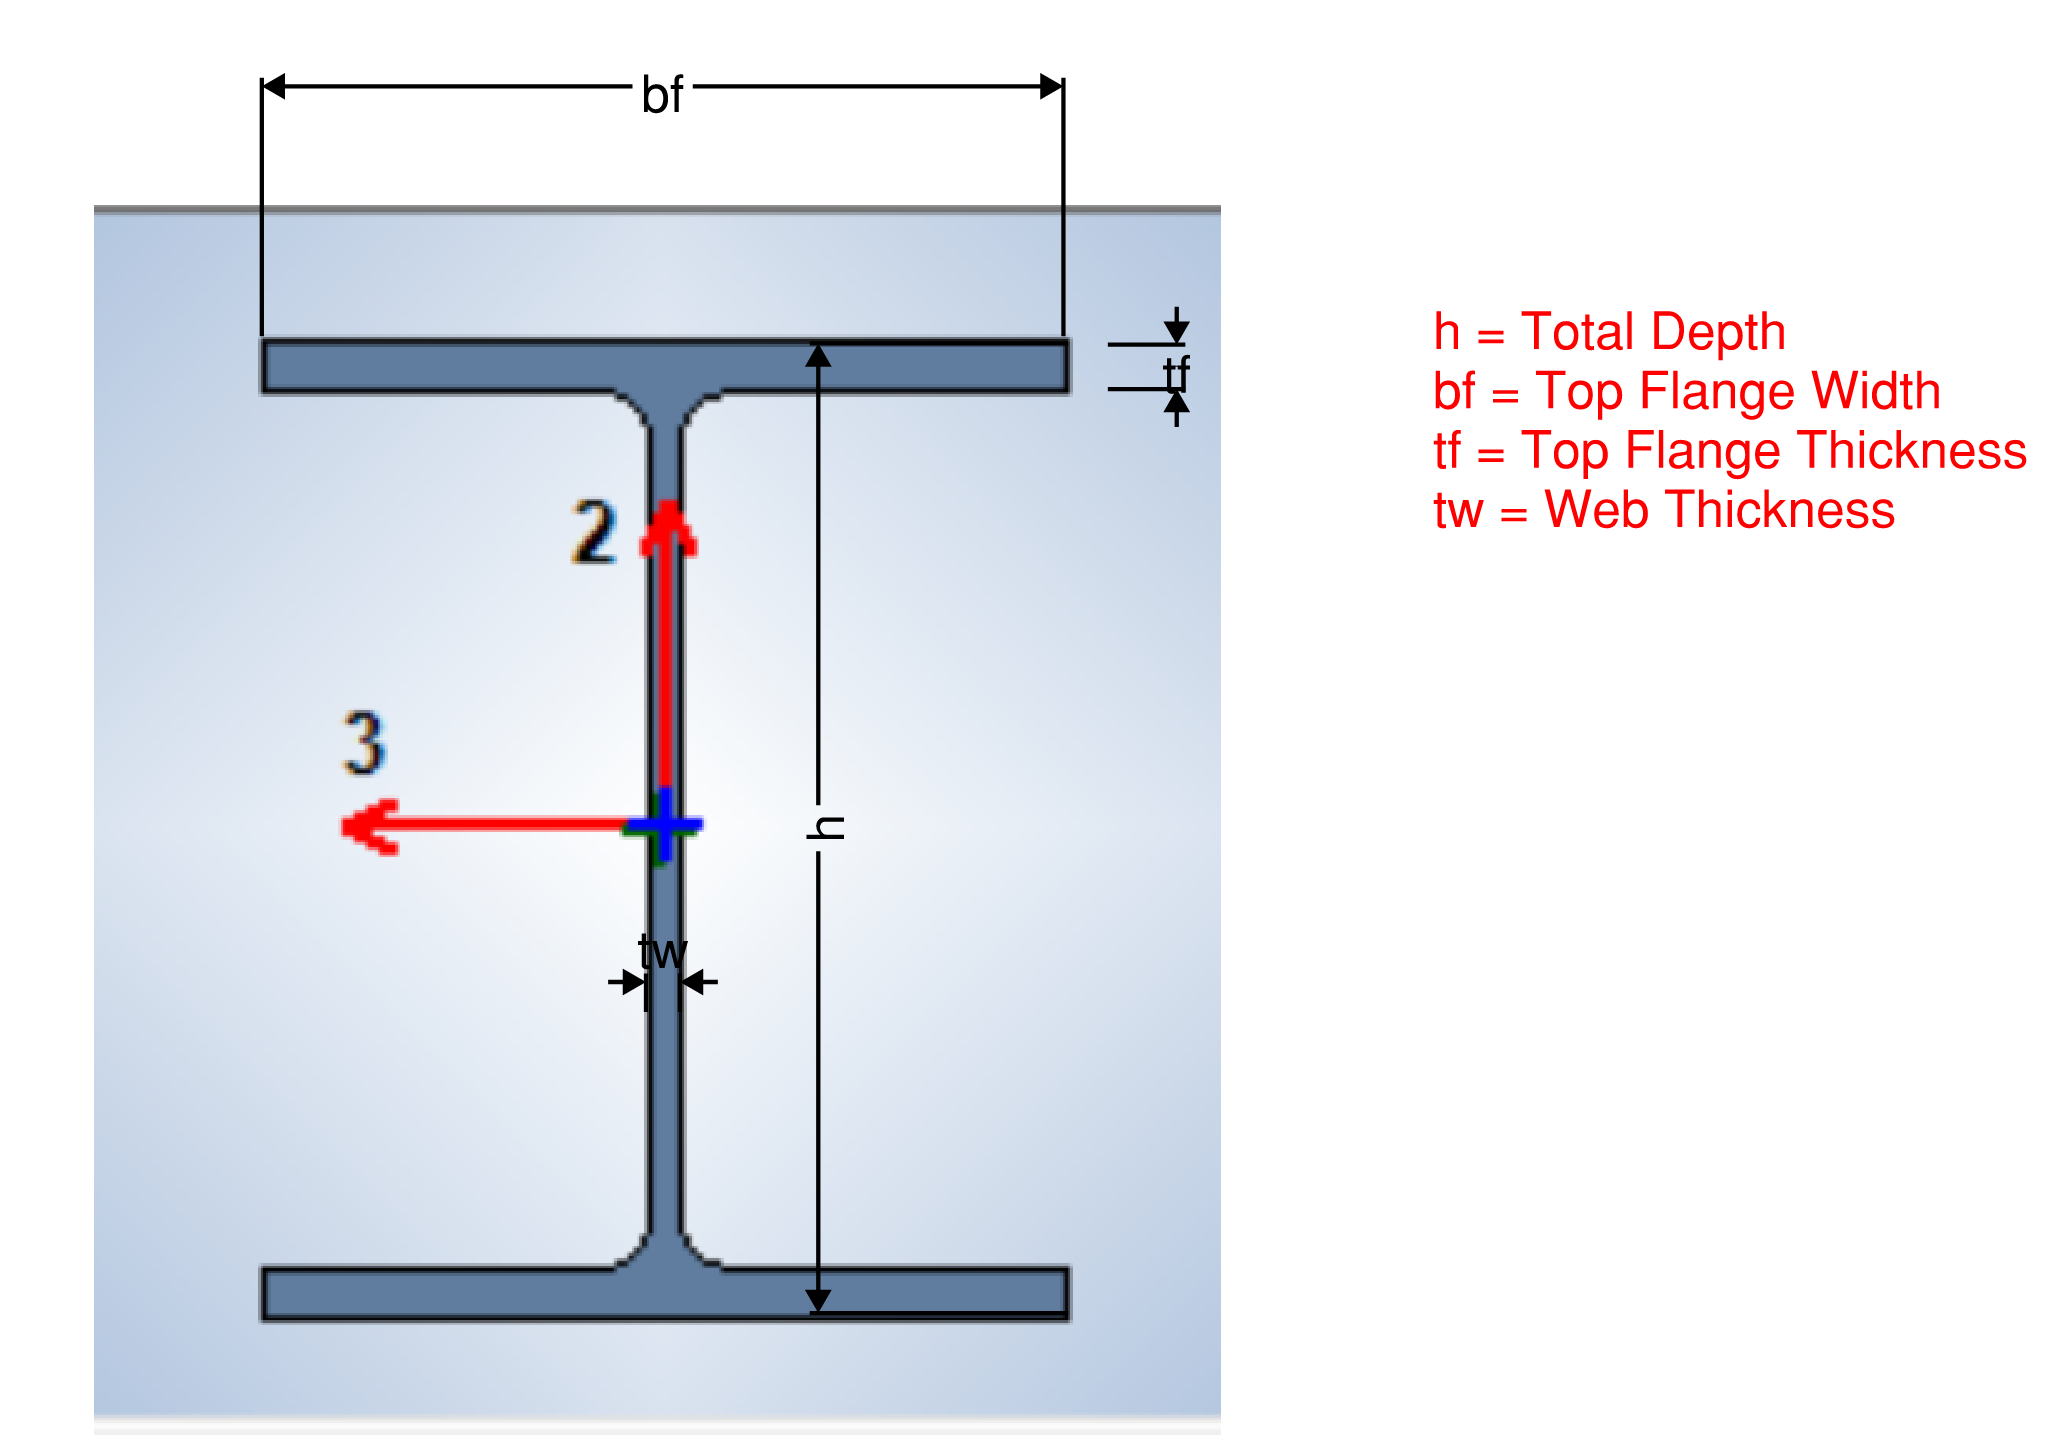 bf
tf
h = Total Depth
bf = Top Flange Width
tf = Top Flange Thickness
tw = Web Thickness
2
3
h
tw